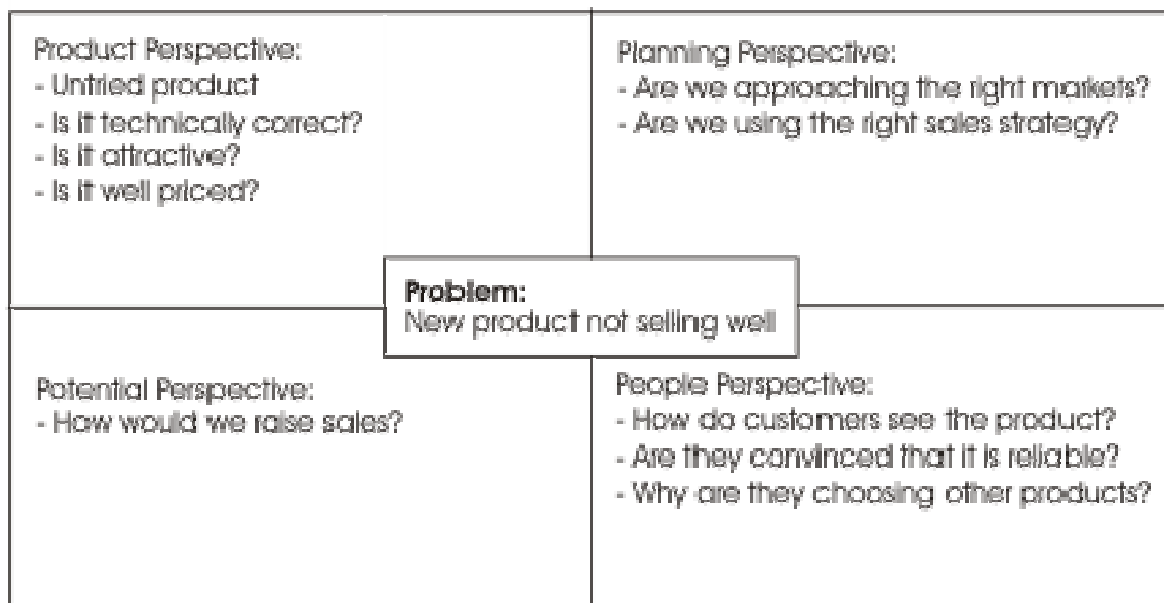 Product Perspective:
- Untried product
- Is it technically correct?
- Is it attractive?
- Is it well priced?
Planning Perspective:
- Are we approaching the right markets?
- Are we using the right sales strategy?
Problem:
New product not selling well
Potential Perspective:
- How would we raise sales?
People Perspective:
- How do customers see the product?
- Are they convinced that it is reliable?
- Why are they choosing other products?